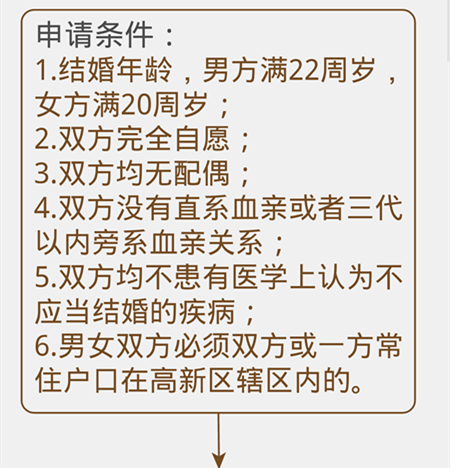 申请条件：
1.结婚年龄，男方满22周岁，
女方满20周岁；
2.双方完全自愿；
3.双方均无配偶；
4.双方没有直系血亲或者三代
以内旁系血亲关系；
5.双方均不患有医学上认为不
应当结婚的疾病；
6.男女双方必须双方或一方常
住户口在高新区辖区内的。